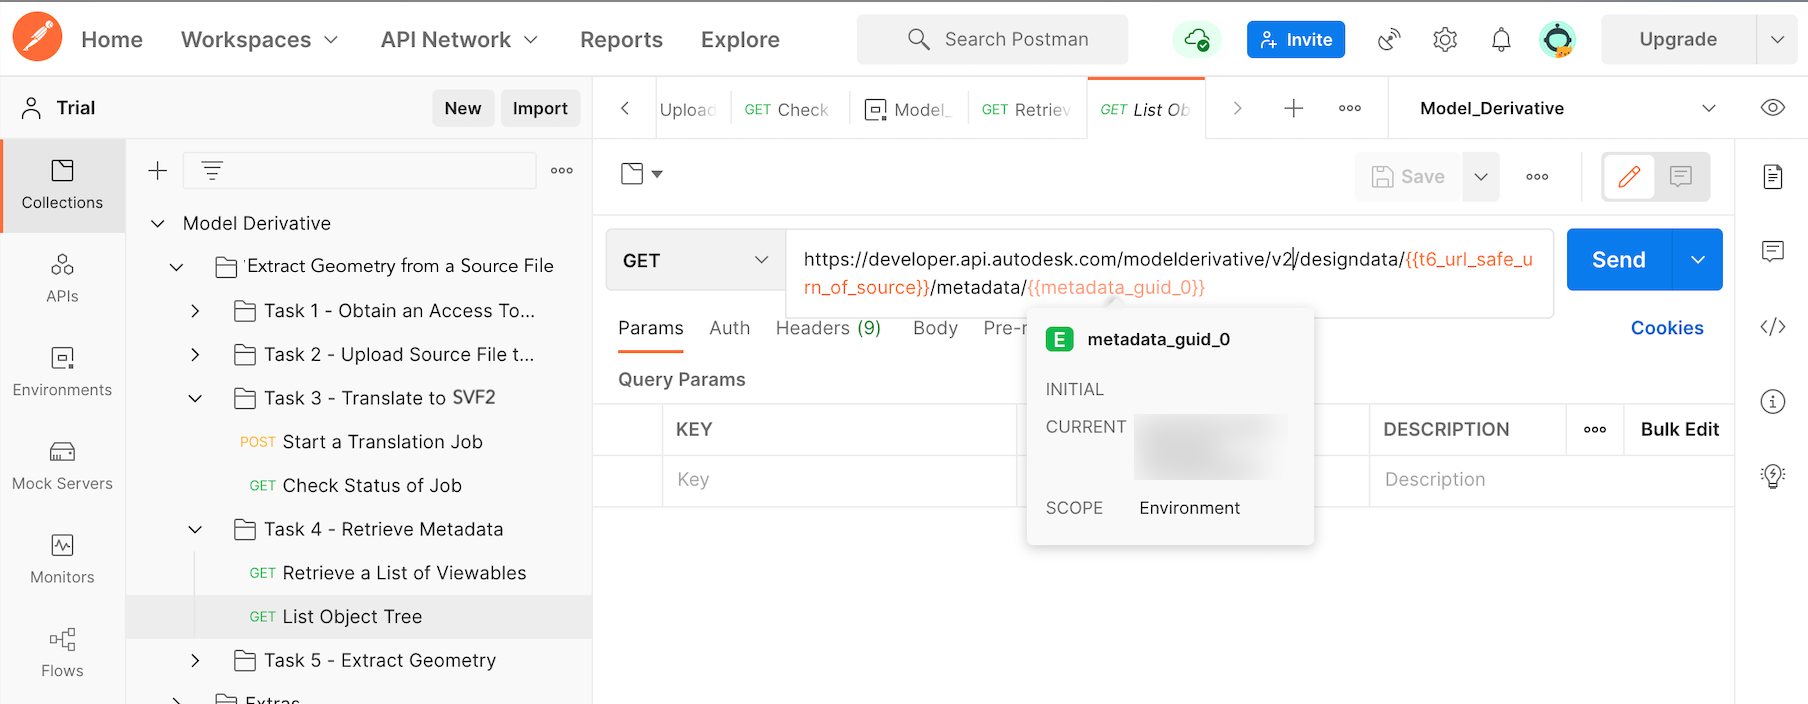 Home Workspaces API Network Reports Explore Search Postman Invite Upgrade
Trial New Import
Upload GET Check Model_ GET Retriev GET List Ob Model_Derivative
Collections
APIs
Environments
Mock Servers
Monitors
Flows
Model Derivative
'Extract Geometry from a Source File
Task 1 - Obtain an Access To...
Task 2 - Upload Source File t...
Task 3 - Translate to SVF2
POST Start a Translation Job
GET Check Status of Job
Task 4 - Retrieve Metadata
GET Retrieve a List of Viewables
GET List Object Tree
Task 5 - Extract Geometry
Extras
Save
GET https://developer.api.autodesk.com/modelderivative/v2/designdata/{{t6_url_safe_u
rn_of_source}}/metadata/{{metadata_guid_0}}
Send
Params Auth Headers (9) Body Pre-r Cookies
Query Params
KEY DESCRIPTION Bulk Edit
Key Description
E metadata_guid_0
INITIAL
CURRENT
SCOPE Environment